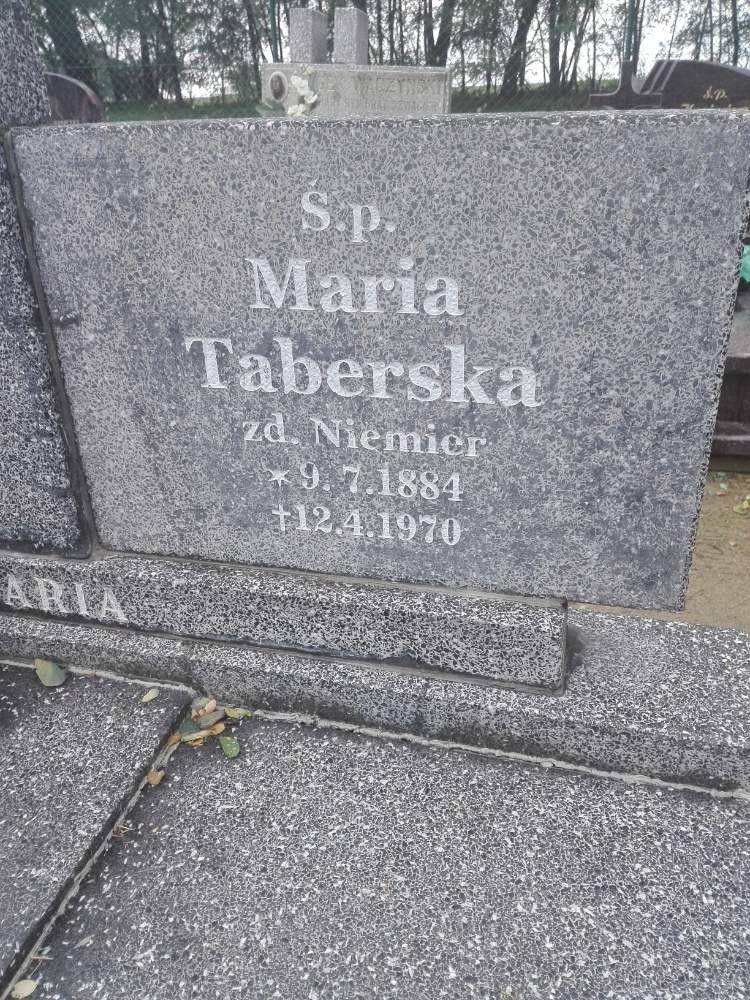 Ś.p.
Maria
Taberska
zd. Niemier
* 9.7.1884
†12.4.1970
ARIA
Ś.p.